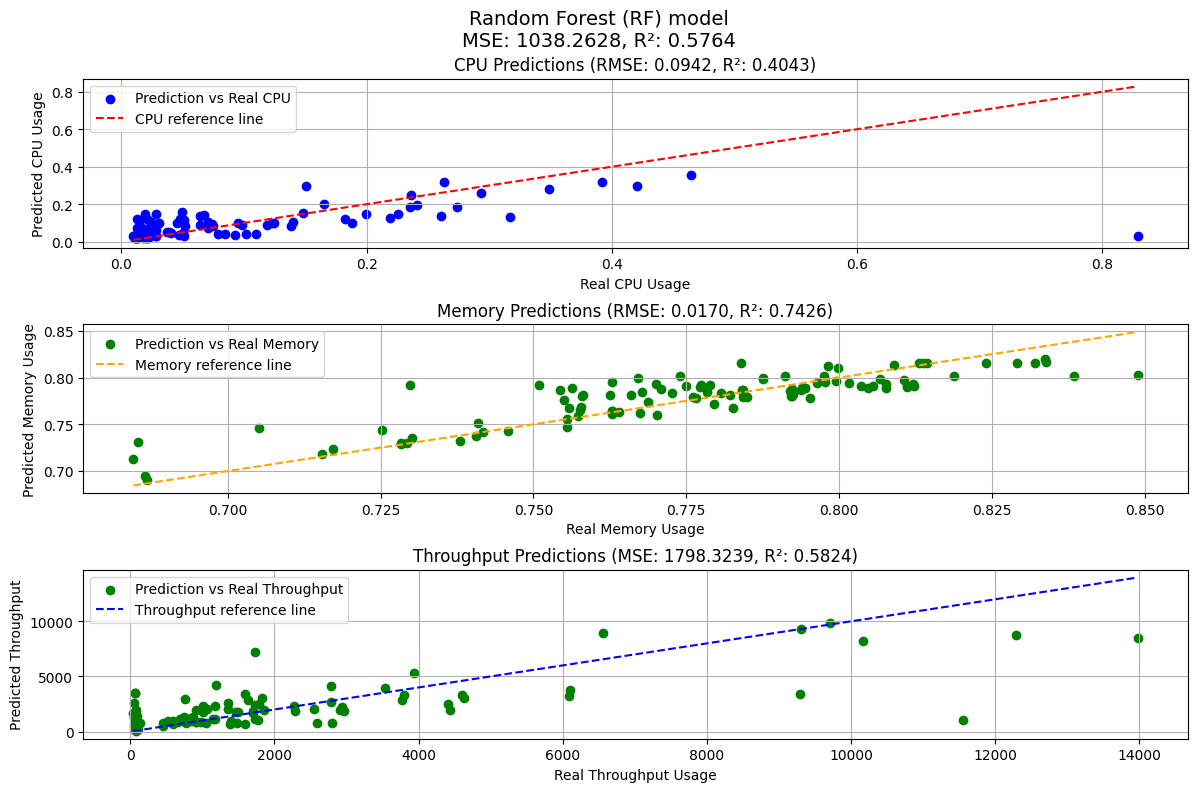 Random Forest (RF) model
MSE: 1038.2628, R²: 0.5764
CPU Predictions (RMSE: 0.0942, R²: 0.4043)
Predicted CPU Usage
0.8
0.6
0.4
0.2
0.0
Prediction vs Real CPU
CPU reference line
0.0 0.2 0.4 0.6 0.8
Real CPU Usage
Memory Predictions (RMSE: 0.0170, R²: 0.7426)
Predicted Memory Usage
0.85
0.80
0.75
0.70
Prediction vs Real Memory
Memory reference line
0.700 0.725 0.750 0.775 0.800 0.825 0.850
Real Memory Usage
Throughput Predictions (MSE: 1798.3239, R²: 0.5824)
Predicted Throughput
10000
5000
0
Prediction vs Real Throughput
Throughput reference line
0 2000 4000 6000 8000 10000 12000 14000
Real Throughput Usage